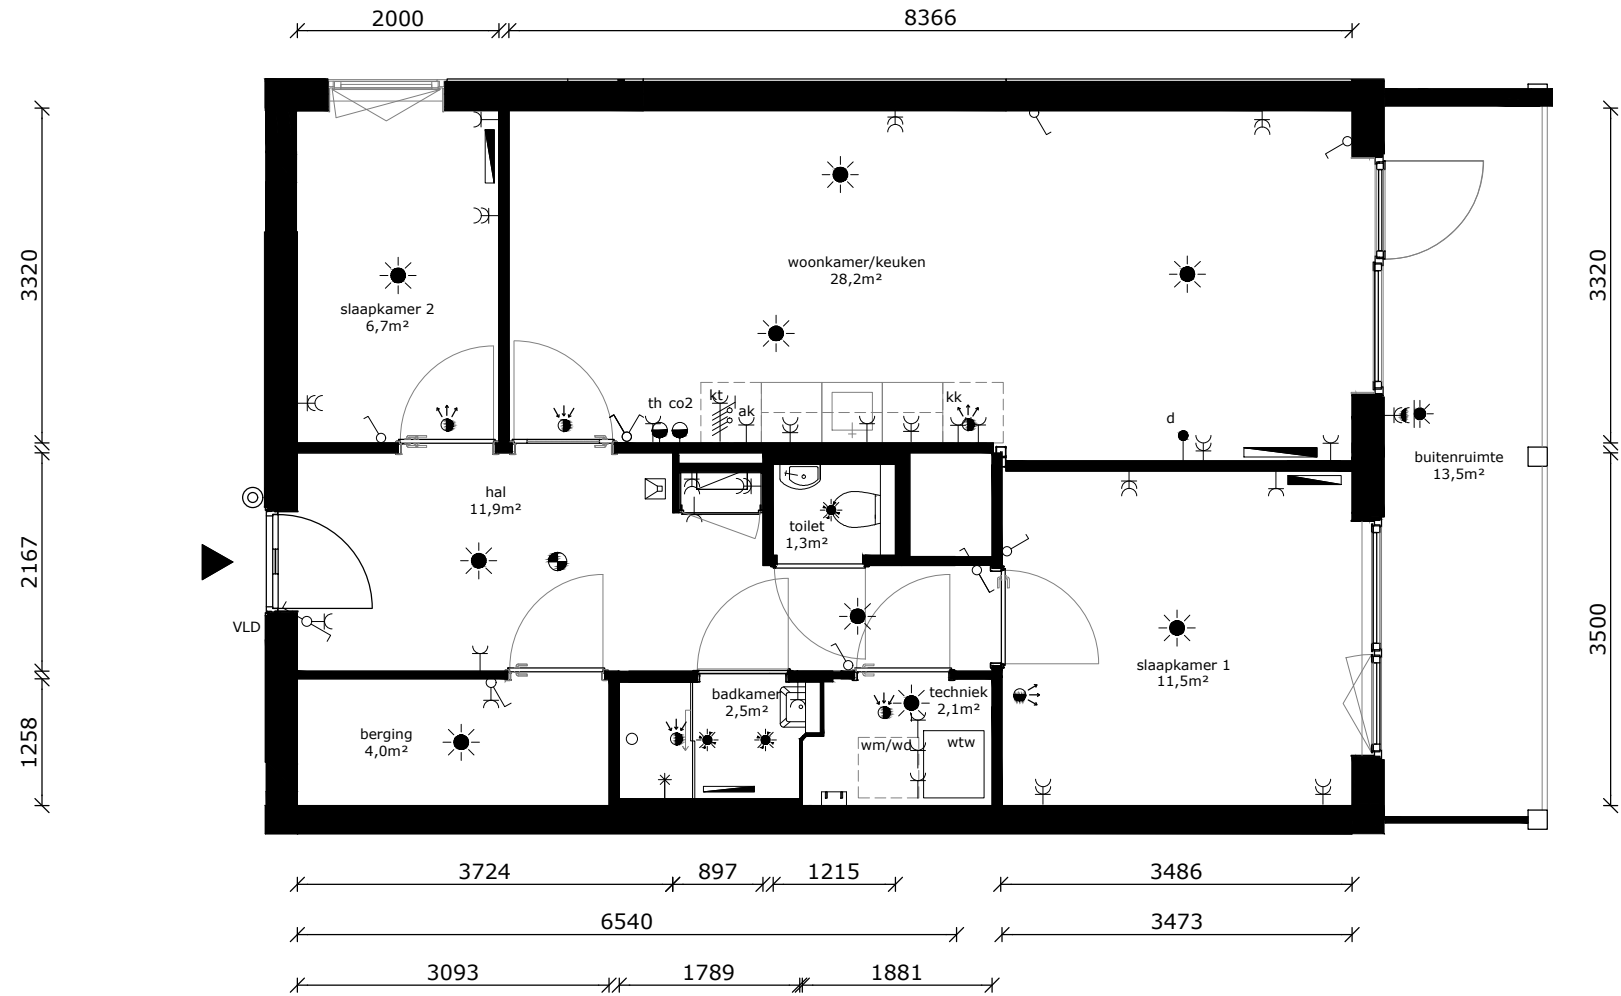 2000
8366
3320
2167
1258
3320
3500
slaapkamer 2
6,7m²
woonkamer/keuken
28,2m²
th co2
kt
ak
kk
d
buitenruimte
13,5m²
hal
11,9m²
toilet
1,3m²
VLD
slaapkamer 1
11,5m²
berging
4,0m²
badkamer
2,5m²
techniek
2,1m²
wm/wd
wtw
3724
897
1215
3486
6540
3473
3093
1789
1881